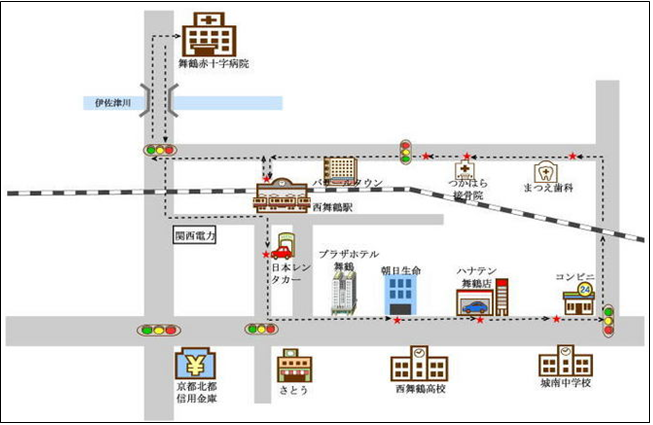 舞鶴赤十字病院
伊佐津川
バザールタウン
つかはら
接骨院
まつえ歯科
西舞鶴駅
関西電力
日本レン
タカー
プラザホテル
舞鶴
朝日生命
ハナテン
舞鶴店
コンビニ
24
¥
京都北都
信用金庫
さとう
西舞鶴高校
城南中学校